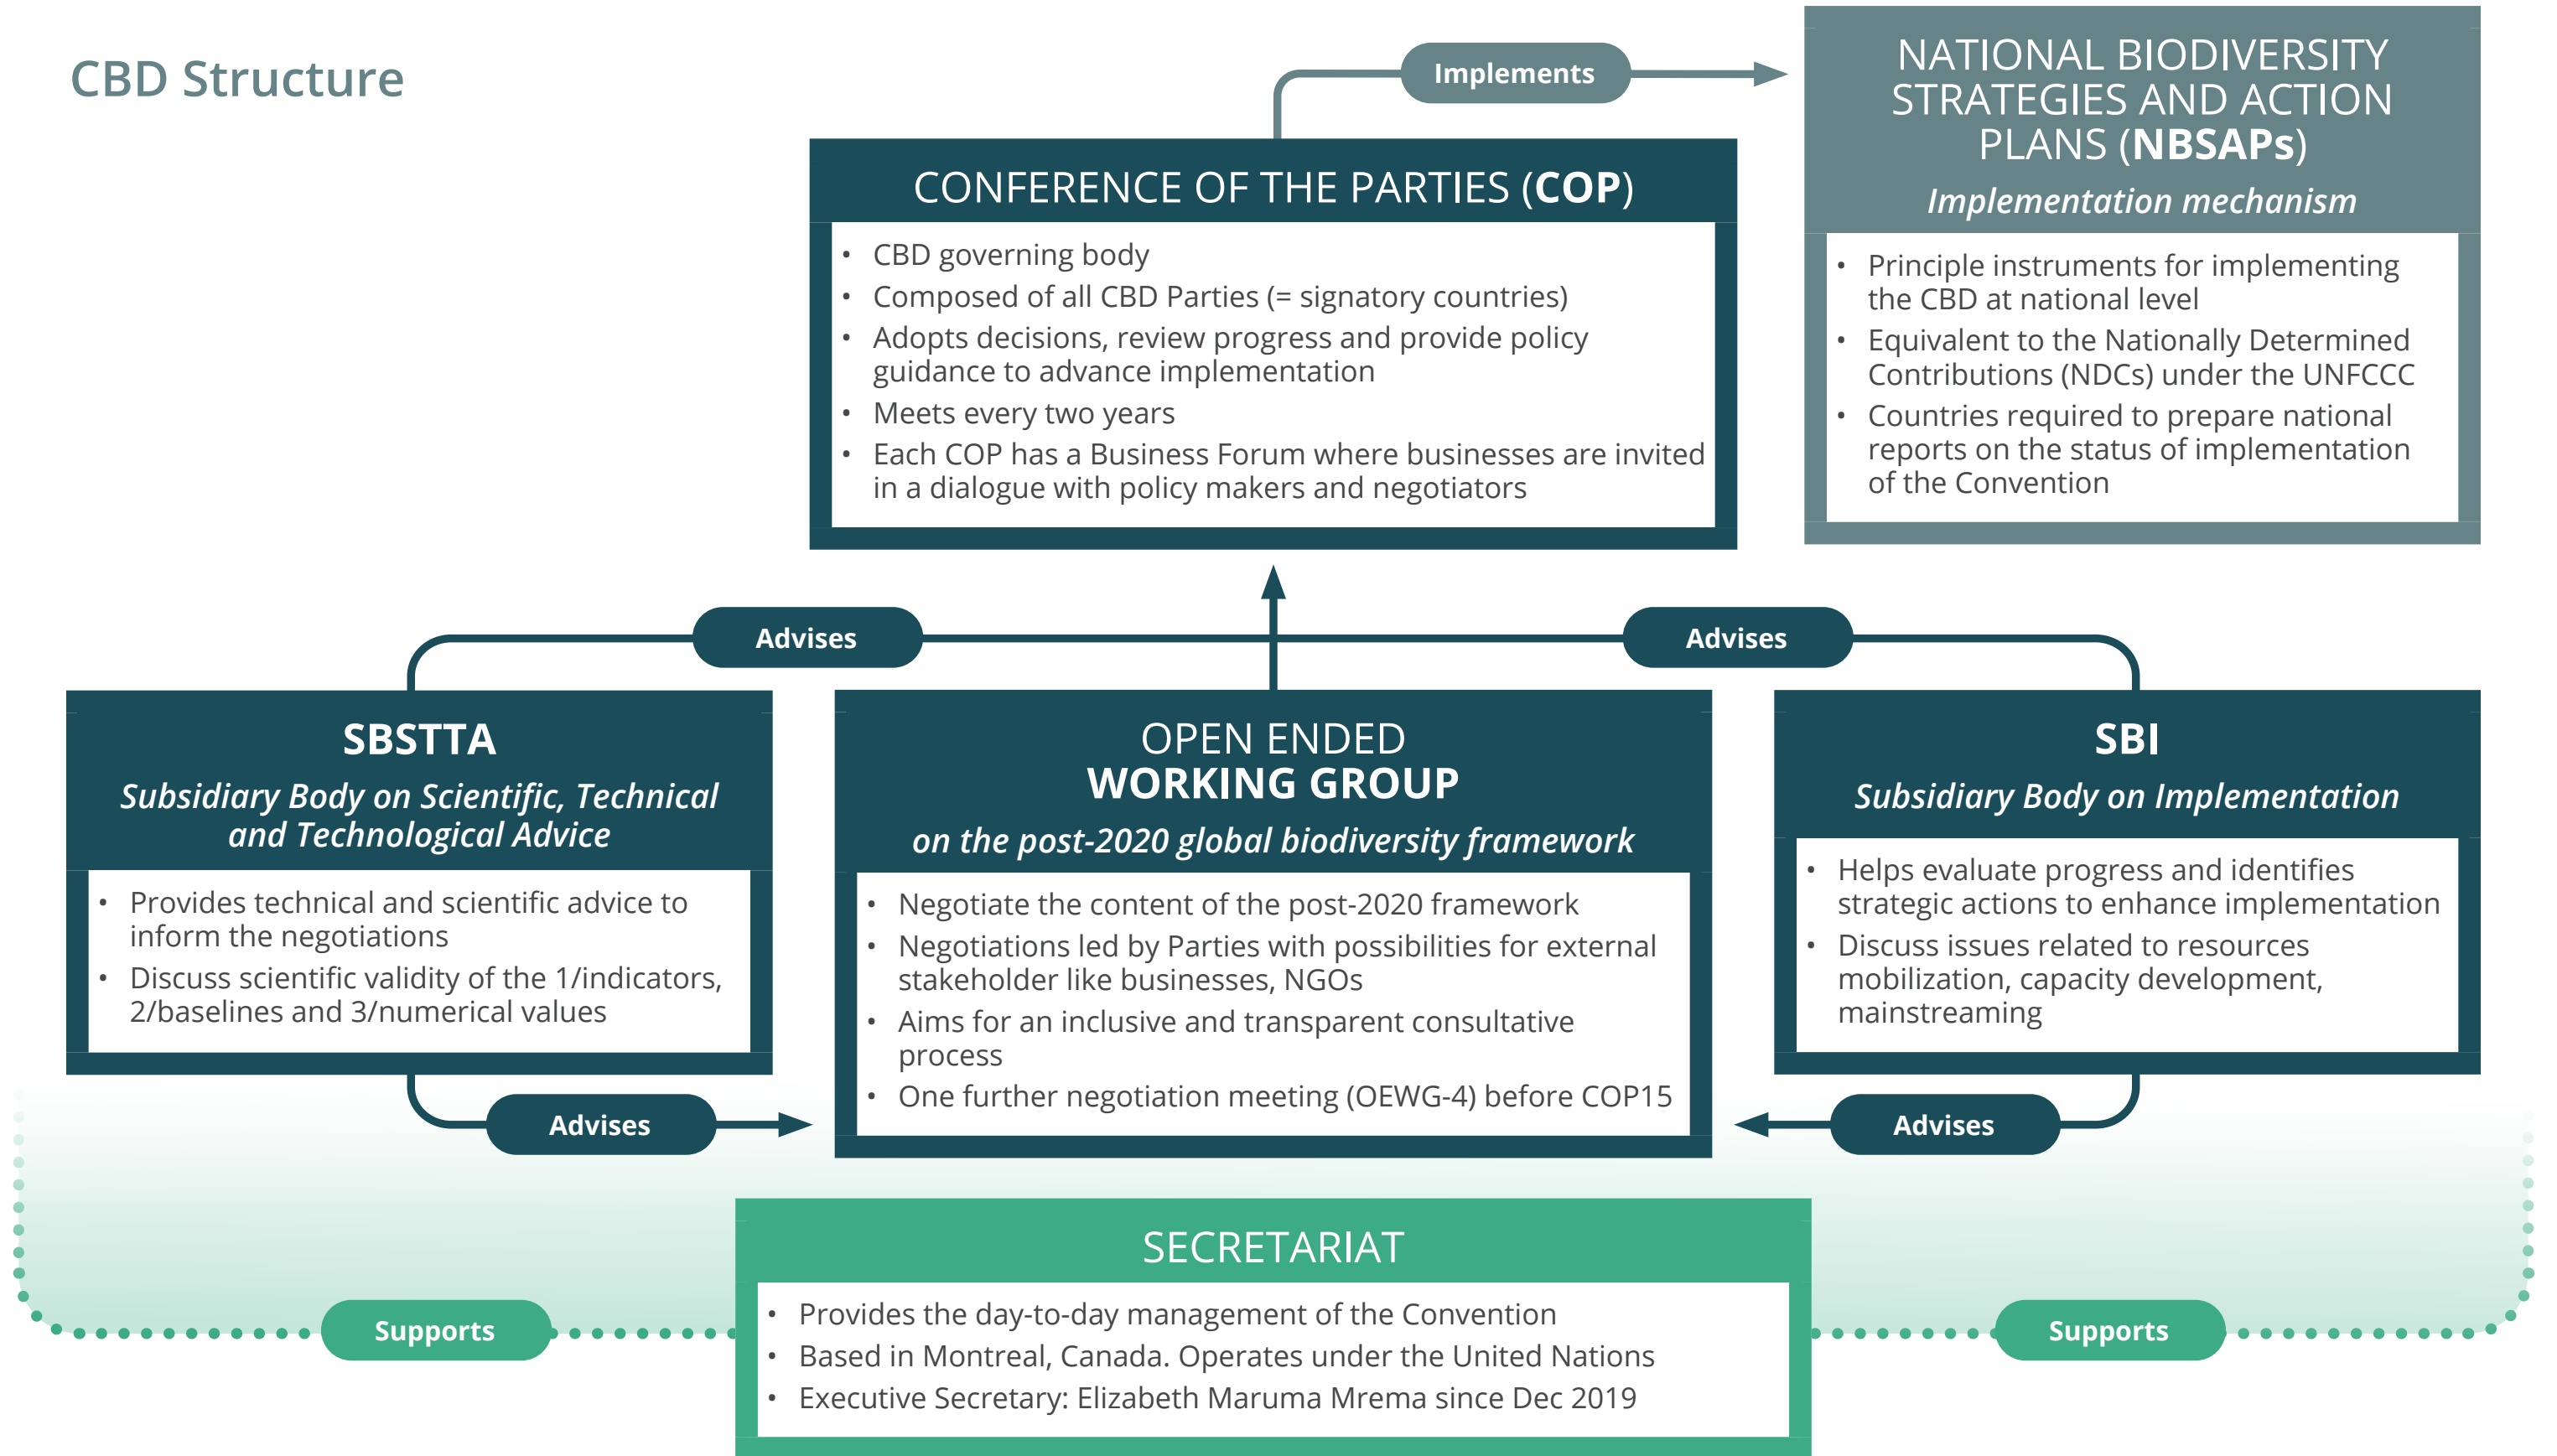 CBD Structure
Implements
NATIONAL BIODIVERSITY
STRATEGIES AND ACTION
PLANS (NBSAPs)
Implementation mechanism
• Principle instruments for implementing
the CBD at national level
• Equivalent to the Nationally Determined
Contributions (NDCs) under the UNFCCC
• Countries required to prepare national
reports on the status of implementation
of the Convention
CONFERENCE OF THE PARTIES (COP)
• CBD governing body
• Composed of all CBD Parties (= signatory countries)
• Adopts decisions, review progress and provide policy
guidance to advance implementation
• Meets every two years
• Each COP has a Business Forum where businesses are invited
in a dialogue with policy makers and negotiators
Advises
Advises
SBSTTA
Subsidiary Body on Scientific, Technical
and Technological Advice
• Provides technical and scientific advice to
inform the negotiations
• Discuss scientific validity of the 1/indicators,
2/baselines and 3/numerical values
OPEN ENDED
WORKING GROUP
on the post-2020 global biodiversity framework
• Negotiate the content of the post-2020 framework
• Negotiations led by Parties with possibilities for external
stakeholder like businesses, NGOs
• Aims for an inclusive and transparent consultative
process
• One further negotiation meeting (OEWG-4) before COP15
SBI
Subsidiary Body on Implementation
• Helps evaluate progress and identifies
strategic actions to enhance implementation
• Discuss issues related to resources
mobilization, capacity development,
mainstreaming
Advises
Advises
SECRETARIAT
• Provides the day-to-day management of the Convention
• Based in Montreal, Canada. Operates under the United Nations
• Executive Secretary: Elizabeth Maruma Mrema since Dec 2019
Supports
Supports